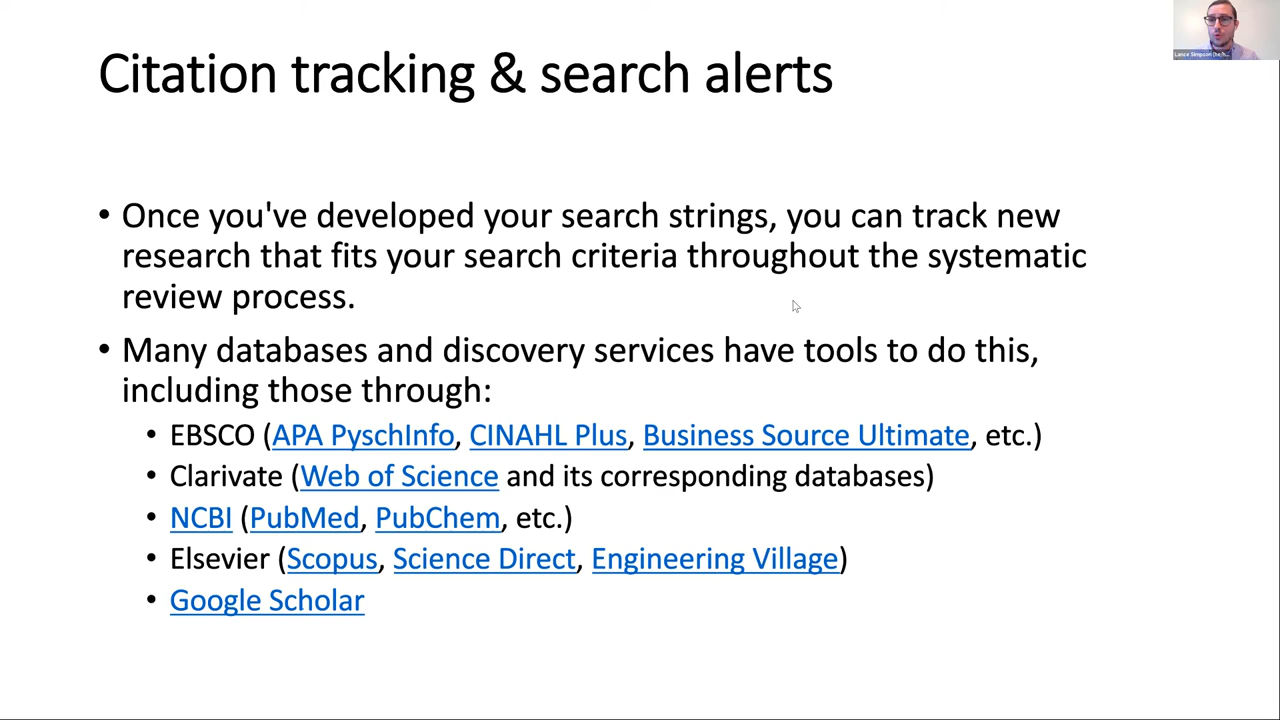 Citation tracking & search alerts
Lance Simpson (he/h...
• Once you've developed your search strings, you can track new
research that fits your search criteria throughout the systematic
review process.
• Many databases and discovery services have tools to do this,
including those through:
• EBSCO (APA PyschInfo, CINAHL Plus, Business Source Ultimate, etc.)
• Clarivate (Web of Science and its corresponding databases)
• NCBI (PubMed, PubChem, etc.)
• Elsevier (Scopus, Science Direct, Engineering Village)
• Google Scholar